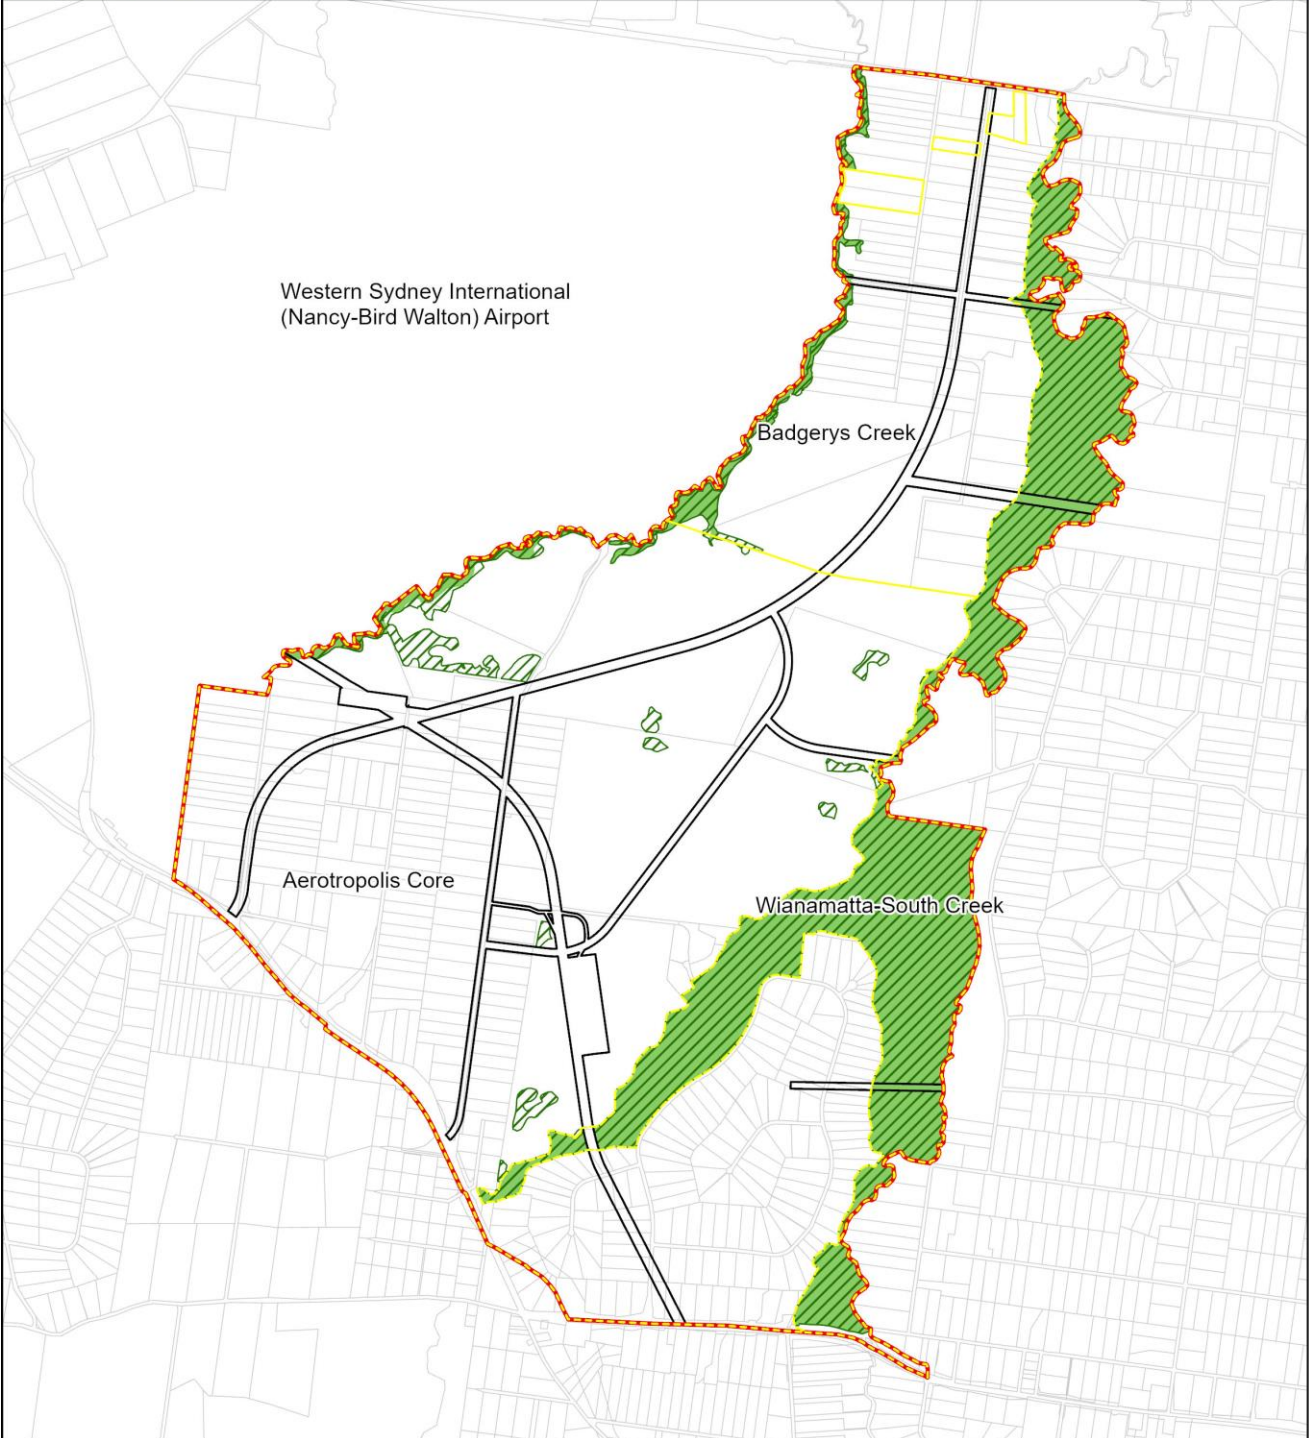 Western Sydney International
(Nancy-Bird Walton) Airport
Badgerys Creek
Aerotropolis Core
Wianamatta-South Creek